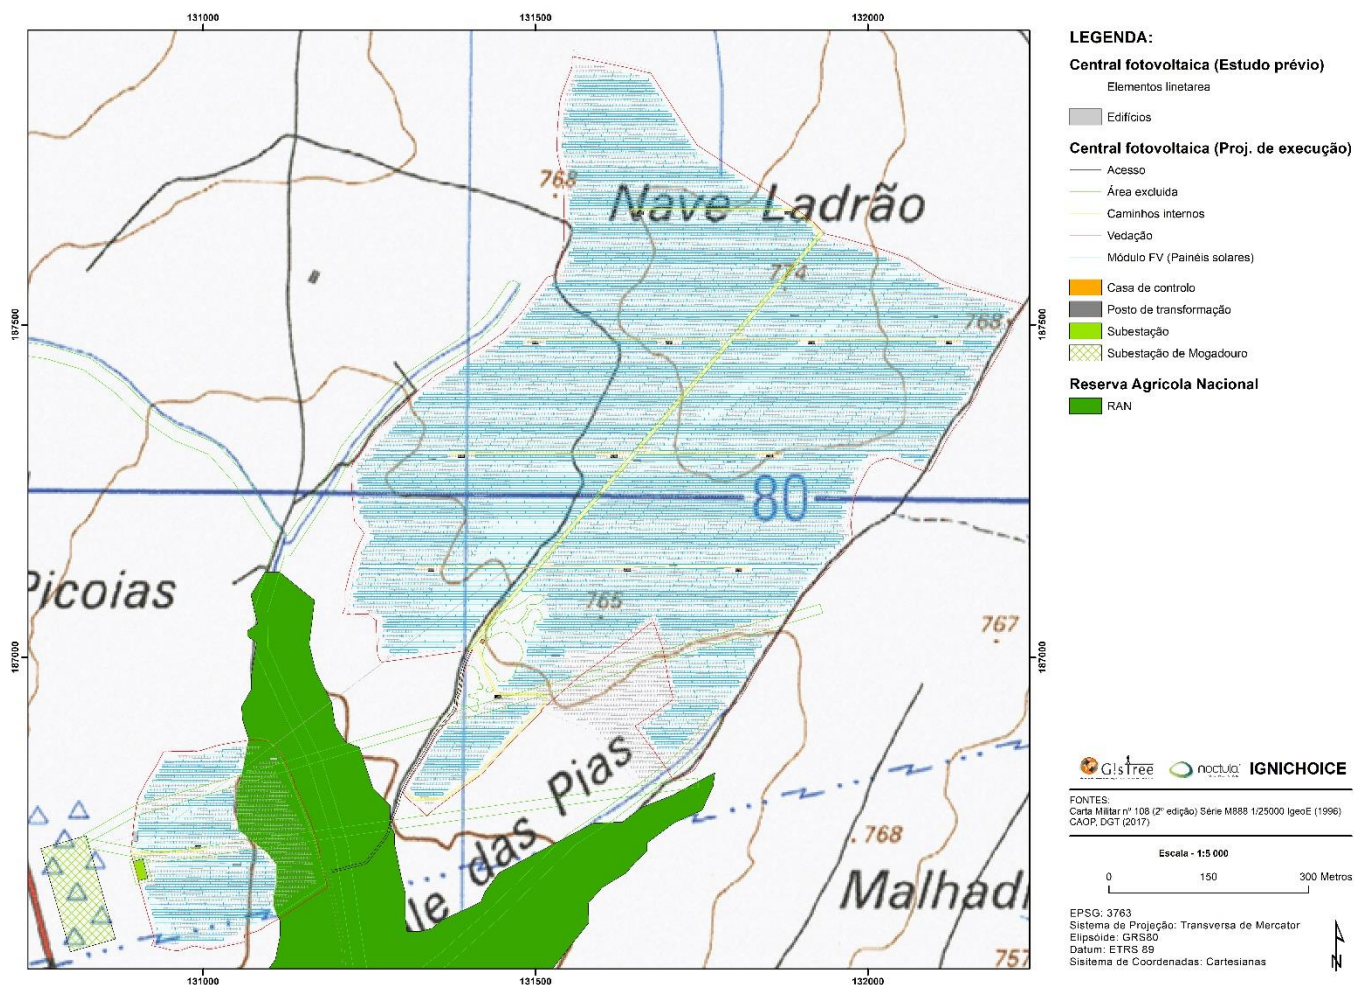 131000
131500
132000
LEGENDA:
Central fotovoltaica (Estudo prévio)
Elementos linetarea
Edifícios
Central fotovoltaica (Proj. de execução)
Acesso
Área excluida
Caminhos internos
Vedação
Módulo FV (Painéis solares)
Casa de controlo
Posto de transformação
Subestação
Subestação de Mogadouro
Reserva Agrícola Nacional
RAN
768
Nave Ladrão
774
768
187500
187500
80
Picoias
765
767
187000
187000
le das Pias
768
Malhad
757
G!sTree
noctula
IGNICHOICE
FONTES:
Carta Militar nº 108 (2ª edição) Série M888 1/25000 IgeoE (1996)
CAOP, DGT (2017)
Escala - 1:5 000
0 150 300 Metros
EPSG: 3763
Sistema de Projeção: Transversa de Mercator
Elipsóide: GRS80
Datum: ETRS 89
Sisitema de Coordenadas: Cartesianas
N
131000
131500
132000